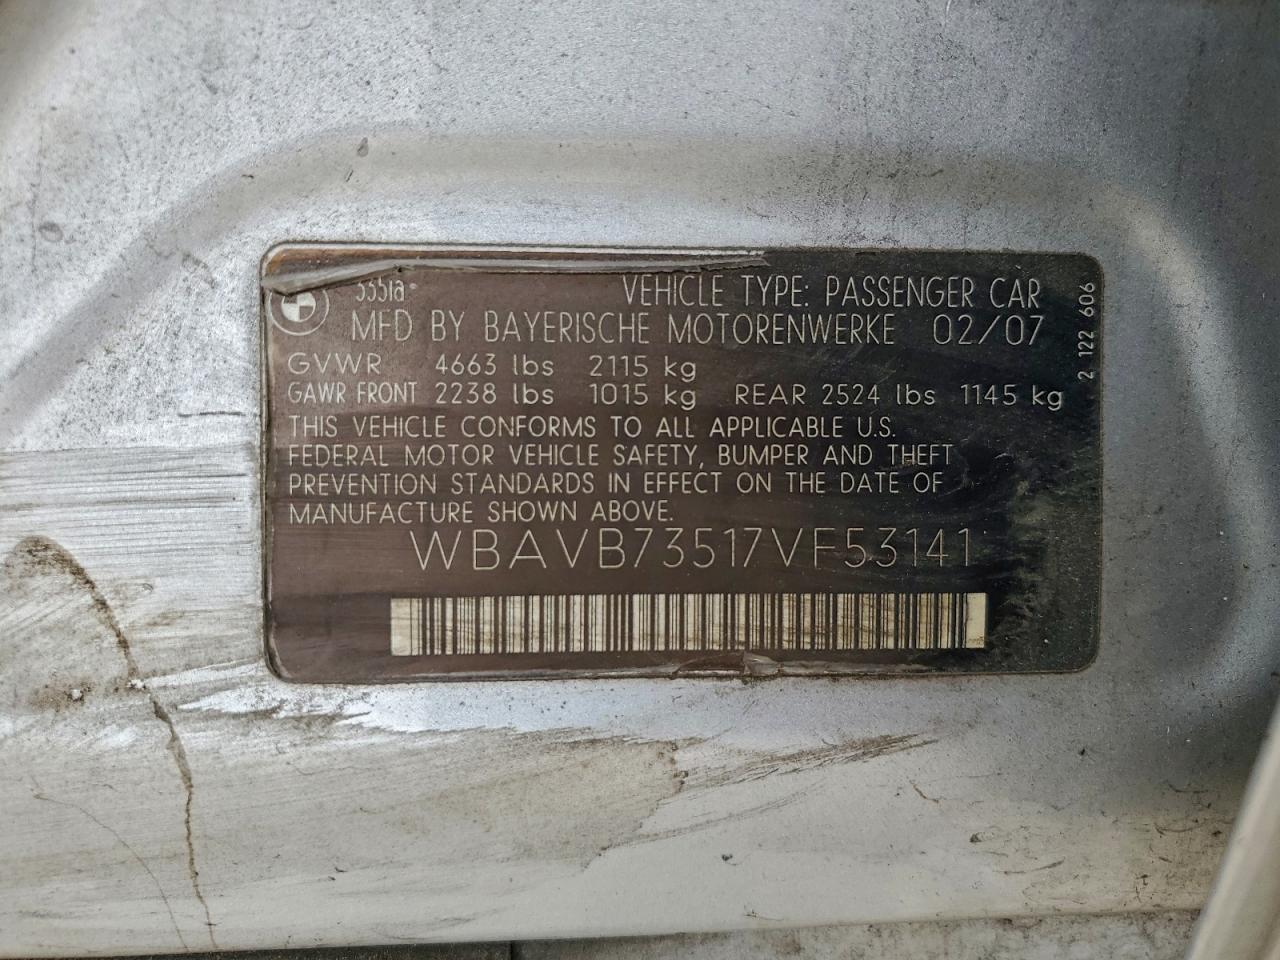 VEHICLE TYPE: PASSENGER CAR
MFD BY BAYERISCHE MOTORENWERKE 02/07
GVWR 4663 lbs 2115 kg
GAWR FRONT 2238 lbs 1015 kg REAR 2524 lbs 1145 kg
THIS VEHICLE CONFORMS TO ALL APPLICABLE U.S.
FEDERAL MOTOR VEHICLE SAFETY, BUMPER AND THEFT
PREVENTION STANDARDS IN EFFECT ON THE DATE OF
MANUFACTURE SHOWN ABOVE.
WBAVB73517VF53141
2 122 606